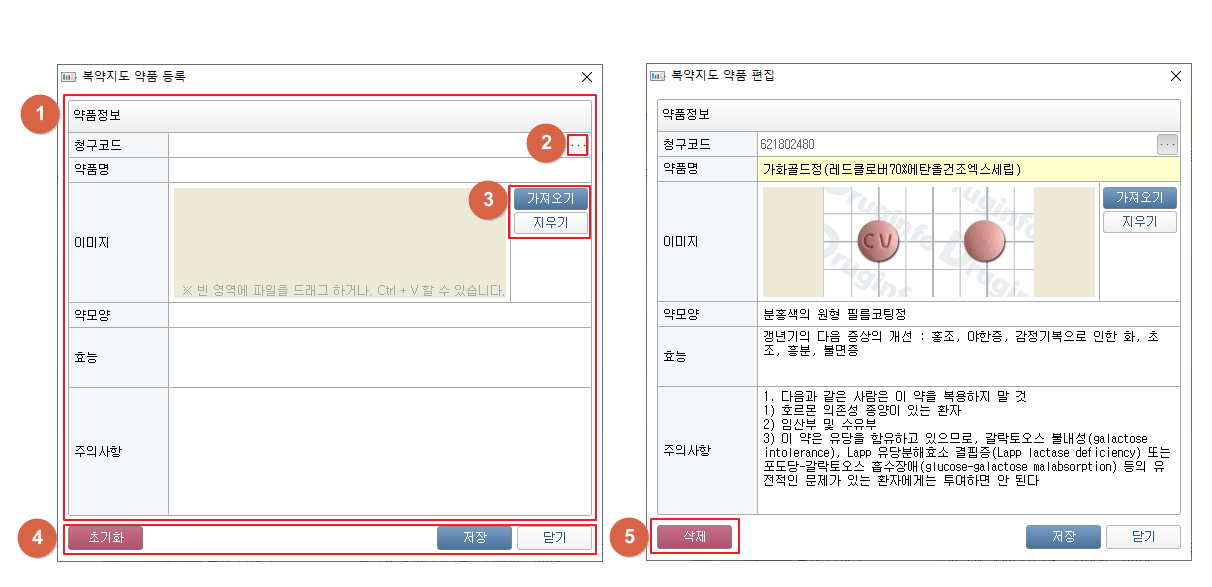 복약지도 약품 등록
1
약품정보
청구코드
2
...
약품명
이미지
3
가져오기
지우기
※ 빈 영역에 파일을 드래그 하거나, Ctrl + V 할 수 있습니다.
약모양
효능
주의사항
4
초기화
저장
닫기
복약지도 약품 편집
약품정보
청구코드
621802480
...
약품명
가화골드정(레드클로버70%에탄올건조엑스세립)
이미지
Druginfo
Druginfo
Druginfo
Druginfo
CV
가져오기
지우기
약모양
분홍색의 원형 필름코팅정
효능
갱년기의 다음 증상의 개선 : 홍조, 야한증, 감정기복으로 인한 화, 초
조, 흥분, 불면증
주의사항
1. 다음과 같은 사람은 이 약을 복용하지 말 것
1) 호르몬 의존성 종양이 있는 환자
2) 임산부 및 수유부
3) 이 약은 유당을 함유하고 있으므로, 갈락토오스 불내성(galactose
intolerance), Lapp 유당분해효소 결핍증(Lapp lactase deficiency) 또는
포도당-갈락토오스 흡수장애(glucose-galactose malabsorption) 등의 유
전적인 문제가 있는 환자에게는 투여하면 안 된다
5
삭제
저장
닫기